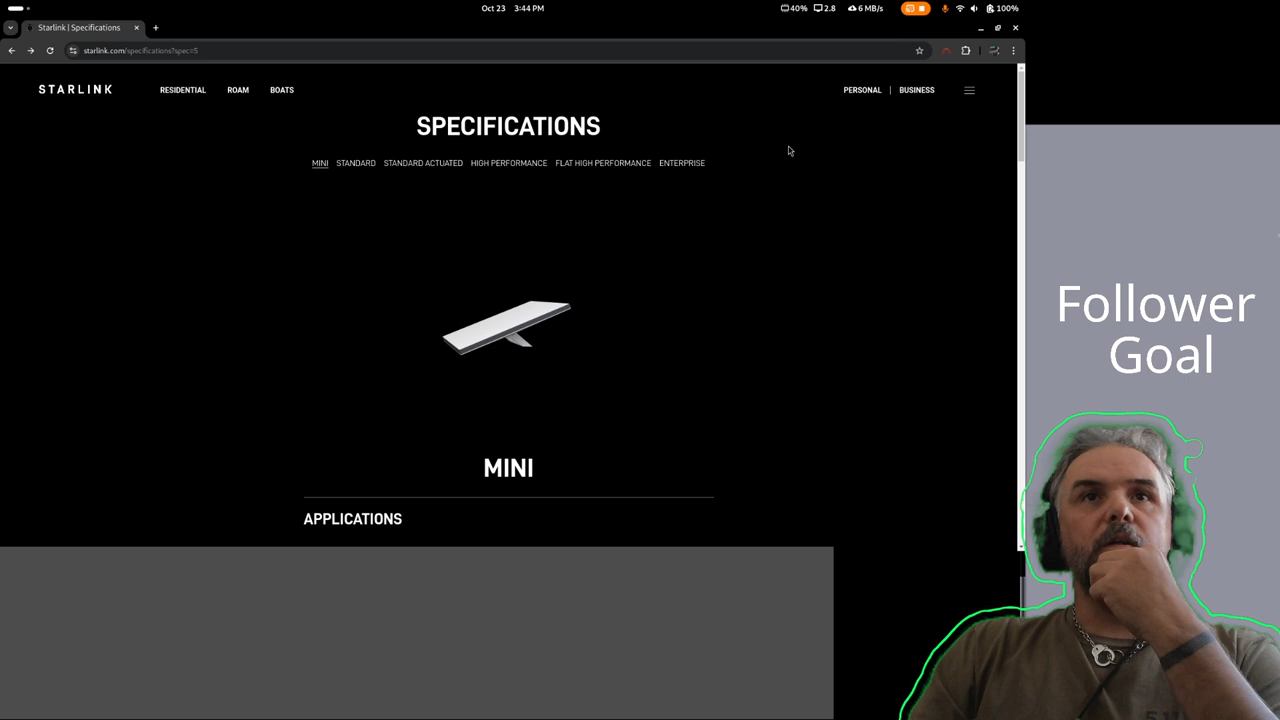 Oct 23 3:44 PM
40% 2.8 6 MB/s 100%
Starlink | Specifications
starlink.com/specifications?spec=5
STARLINK RESIDENTIAL ROAM BOATS PERSONAL | BUSINESS
SPECIFICATIONS
MINI STANDARD STANDARD ACTUATED HIGH PERFORMANCE FLAT HIGH PERFORMANCE ENTERPRISE
MINI
APPLICATIONS
Follower
Goal